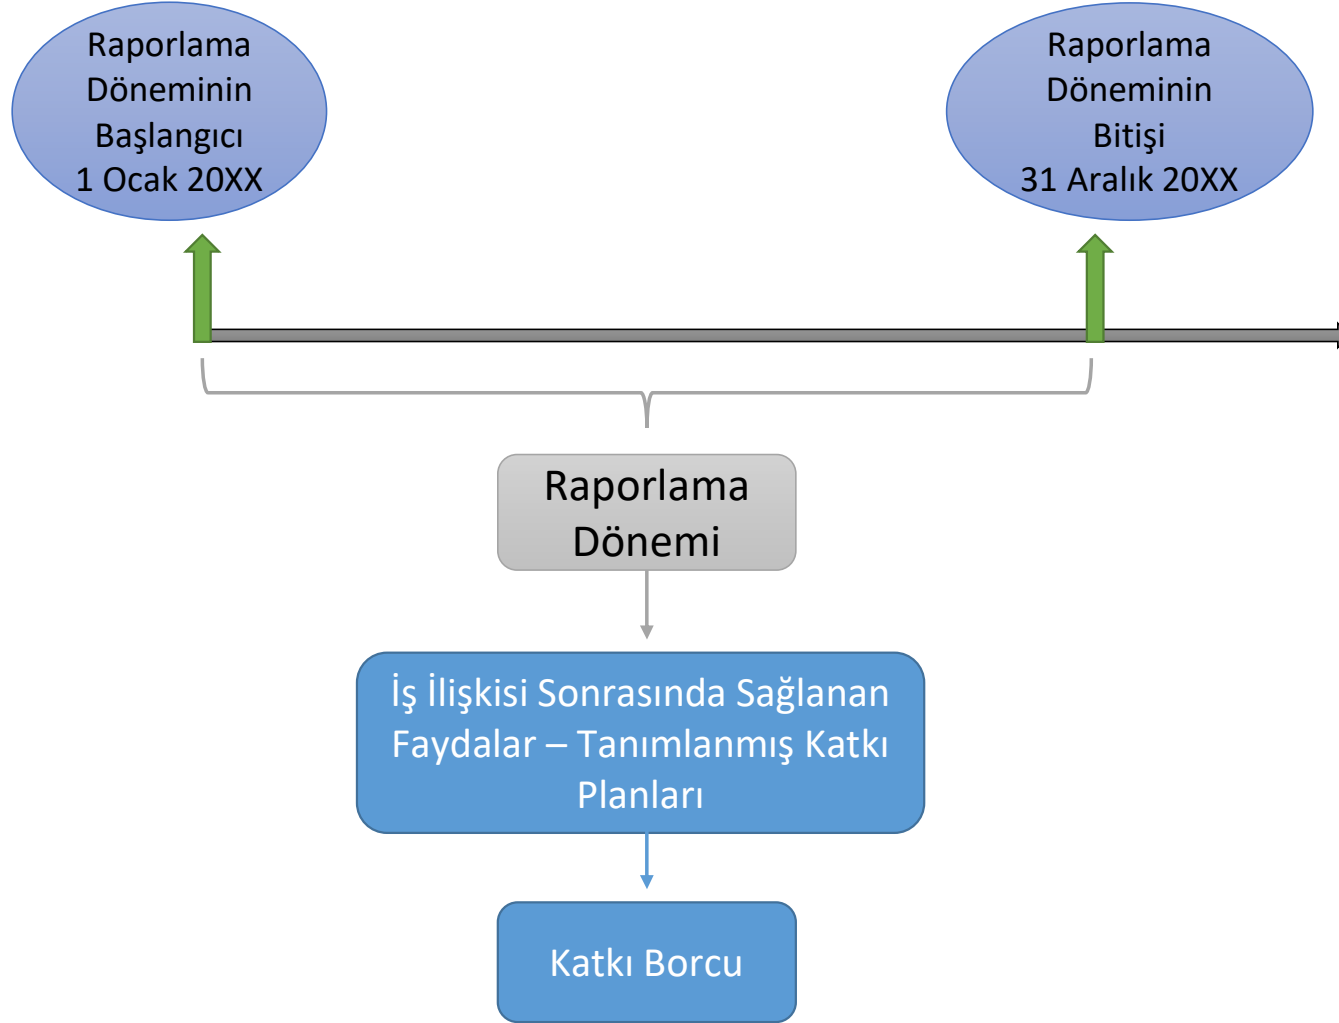 Raporlama
Döneminin
Başlangıcı
1 Ocak 20XX
Raporlama
Döneminin
Bitişi
31 Aralık 20XX
Raporlama
Dönemi
İş İlişkisi Sonrasında Sağlanan
Faydalar – Tanımlanmış Katkı
Planları
Katkı Borcu